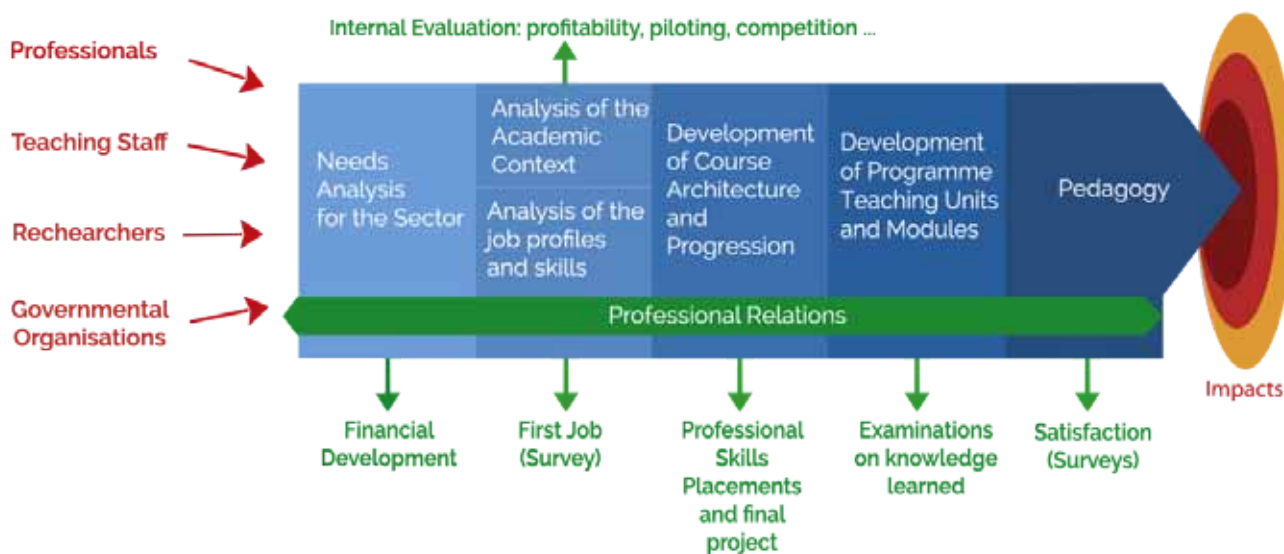 Internal Evaluation: profitability, piloting, competition ...
Professionals
Teaching Staff
Rechearchers
Governmental
Organisations
Needs
Analysis
for the Sector
Analysis of the
Academic
Context
Analysis of the
job profiles
and skills
Development
of Course
Architecture
and
Progression
Development
of Programme
Teaching Units
and Modules
Pedagogy
Professional Relations
Impacts
Financial
Development
First Job
(Survey)
Professional
Skills
Placements
and final
project
Examinations
on knowledge
learned
Satisfaction
(Surveys)